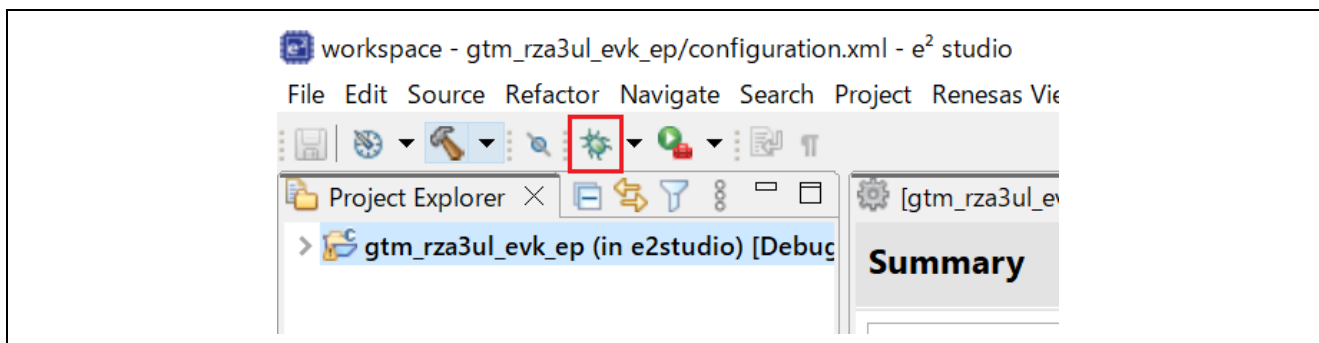 workspace - gtm_rza3ul_evk_ep/configuration.xml - e² studio
File Edit Source Refactor Navigate Search Project Renesas Vie
Project Explorer
[gtm_rza3ul_e
gtm_rza3ul_evk_ep (in e2studio) [Debug
Summary